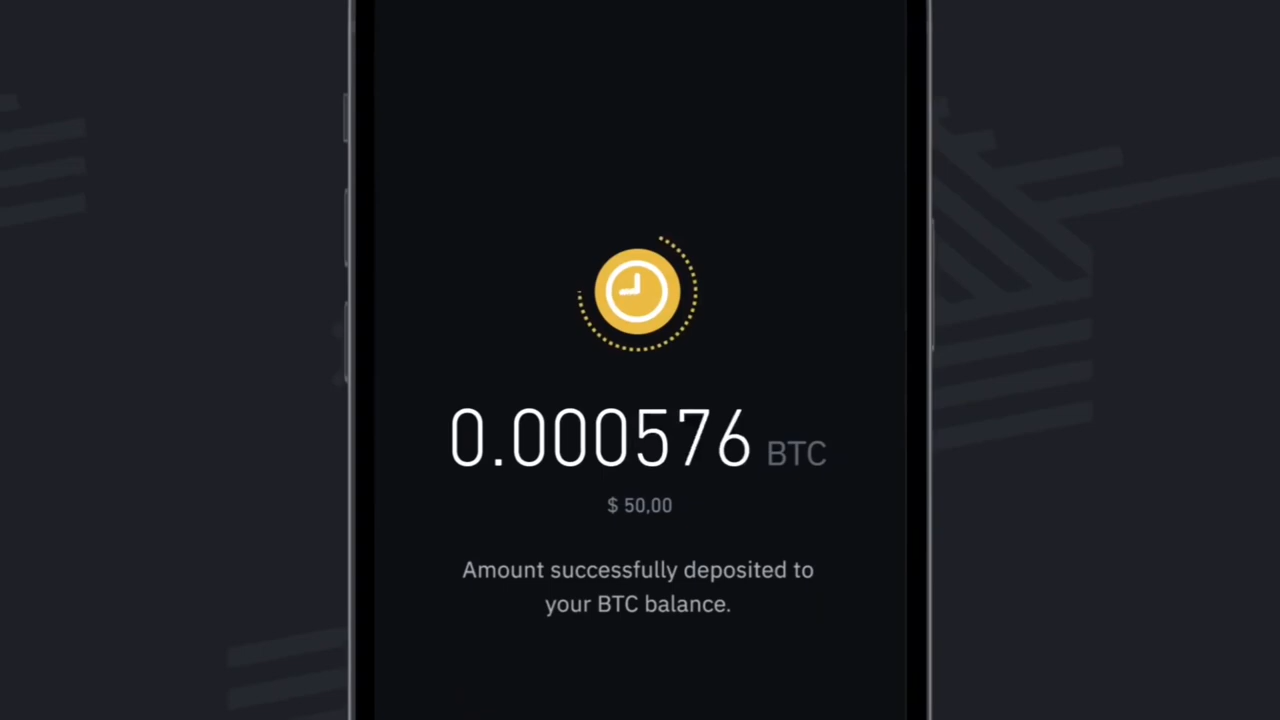 0.000576 BTC
$ 50,00
Amount successfully deposited to
your BTC balance.